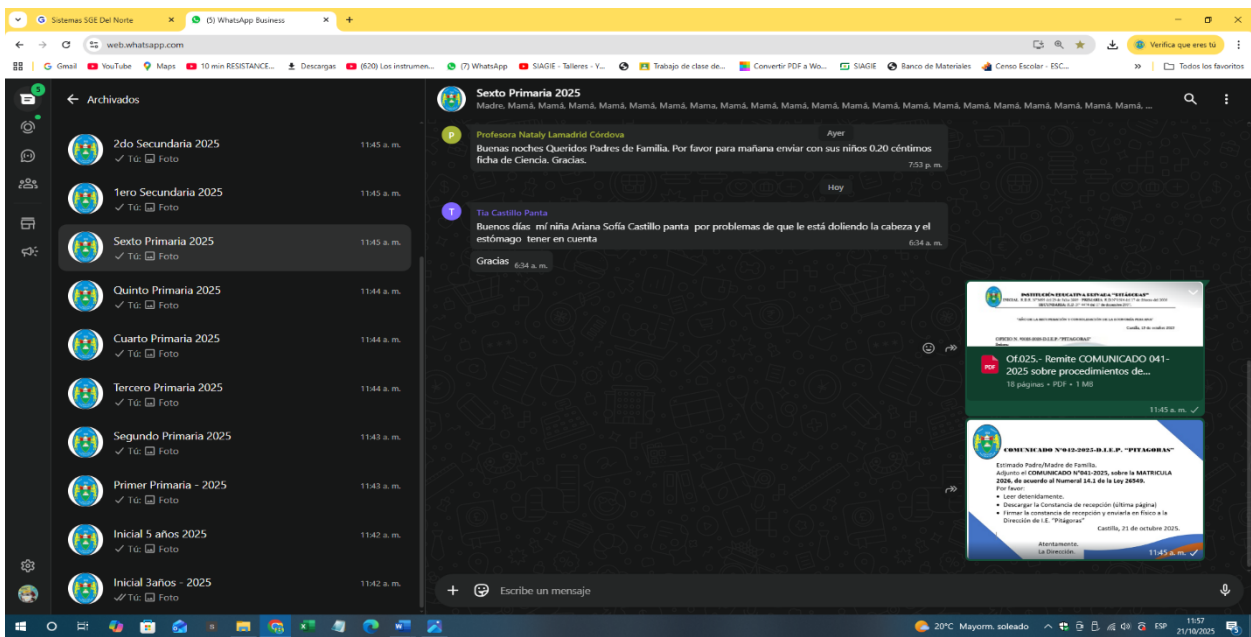 Sistemas SGE Del Norte
(5) WhatsApp Business
web.whatsapp.com
Verifica que eres tú
Gmail
YouTube
Maps
10 min RESISTANCE...
Descargas
(620) Los instrumen...
(7) WhatsApp
SIAGIE - Talleres - Y...
Trabajo de clase de...
Convertir PDF a Wo...
SIAGIE
Banco de Materiales
Censo Escolar - ESC...
Todos los favoritos
5
Archivados
2do Secundaria 2025
11:45 a. m.
Tú: Foto
1ero Secundaria 2025
11:45 a. m.
Tú: Foto
Sexto Primaria 2025
11:45 a. m.
Tú: Foto
Quinto Primaria 2025
11:44 a. m.
Tú: Foto
Cuarto Primaria 2025
11:44 a. m.
Tú: Foto
Tercero Primaria 2025
11:44 a. m.
Tú: Foto
Segundo Primaria 2025
11:43 a. m.
Tú: Foto
Primer Primaria - 2025
11:43 a. m.
Tú: Foto
Inicial 5 años 2025
11:42 a. m.
Tú: Foto
Inicial 3años - 2025
11:42 a. m.
Tú: Foto
Sexto Primaria 2025
Madre, Mamá, Mamá, Mamá, Mamá, Mamá, Mamá, Mama, Mamá, Mamá, Mamá, Mamá, Mamá, Mamá, Mamá, Mamá, Mamá, Mamá, Mamá, Mamá, Mamá, Mamá, ...
Ayer
P
Profesora Nataly Lamadrid Córdova
Buenas noches Queridos Padres de Familia. Por favor para mañana enviar con sus niños 0.20 céntimos
ficha de Ciencia. Gracias.
7:53 p. m.
Hoy
T
Tia Castillo Panta
Buenos días mí niña Ariana Sofía Castillo panta por problemas de que le está doliendo la cabeza y el
estómago tener en cuenta
6:34 a. m.
Gracias
6:34 a. m.
INSTITUCIÓN EDUCATIVA PRIVADA "PITÁGORAS"
PDF
Of.025.- Remite COMUNICADO 041-
2025 sobre procedimientos de...
18 páginas • PDF • 1 MB
11:45 a. m.
COMUNICADO Nº042-2025-D.I.E.P. "PITAGORAS"
Estimado Padre/Madre de Familia.
Adjunto el COMUNICADO Nº041-2025, sobre la MATRICULA
2026, de acuerdo al Numeral 14.1 de la Ley 26549.
Por favor:
• Leer detenidamente.
• Descargar la Constancia de recepción (última página)
• Firmar la constancia de recepción y enviarla en físico a la
Dirección de I.E. "Pitágoras"
Castilla, 21 de octubre 2025.
Atentamente.
La Dirección.
11:45 a. m.
Escribe un mensaje
20°C Mayorm. soleado
ESP
11:57
21/10/2025